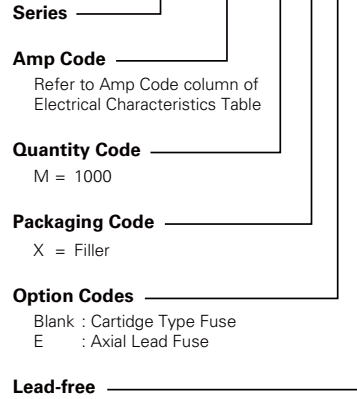 Series
Amp Code
Refer to Amp Code column of
Electrical Characteristics Table
Quantity Code
M = 1000
Packaging Code
X = Filler
Option Codes
Blank : Cartidge Type Fuse
E : Axial Lead Fuse
Lead-free